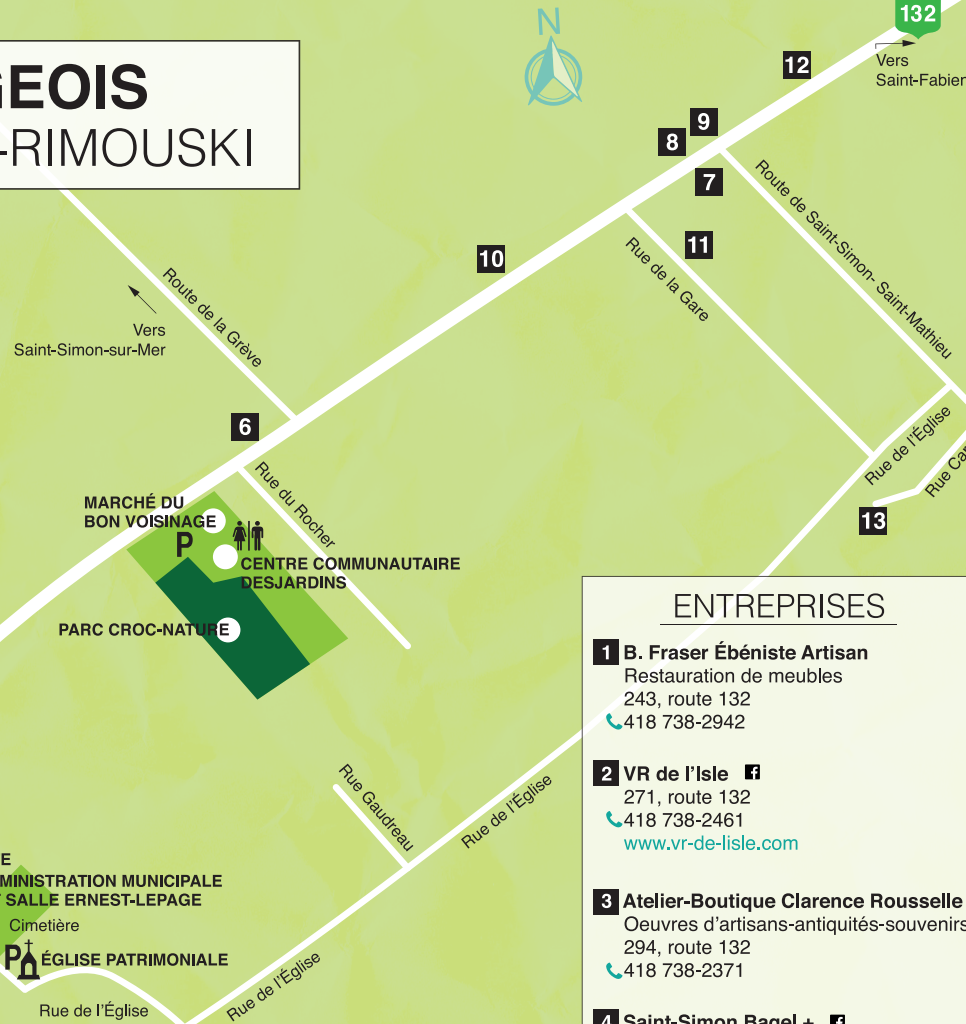 132
N
Vers
Saint-Fabien
GEOIS
-RIMOUSKI
12
9
8
7
Route de Saint-Simon- Saint-Mathieu
11
10
Rue de la Gare
Route de la Grève
Vers
Saint-Simon-sur-Mer
6
Rue de l'Église
Rue du Rocher
MARCHÉ DU
BON VOISINAGE
P
13
CENTRE COMMUNAUTAIRE
DESJARDINS
PARC CROC-NATURE
Rue Gaudreau
Rue de l'Église
E
MINISTRATION MUNICIPALE
SALLE ERNEST-LEPAGE
Cimetière
P
ÉGLISE PATRIMONIALE
Rue de l'Église
Rue de l'Église
ENTREPRISES
1 B. Fraser Ébéniste Artisan
Restauration de meubles
243, route 132
418 738-2942
2 VR de l'Isle
271, route 132
418 738-2461
www.vr-de-lisle.com
3 Atelier-Boutique Clarence Rousselle
Oeuvres d'artisans-antiquités-souvenirs
294, route 132
418 738-2371
4 Saint-Simon Bagel +